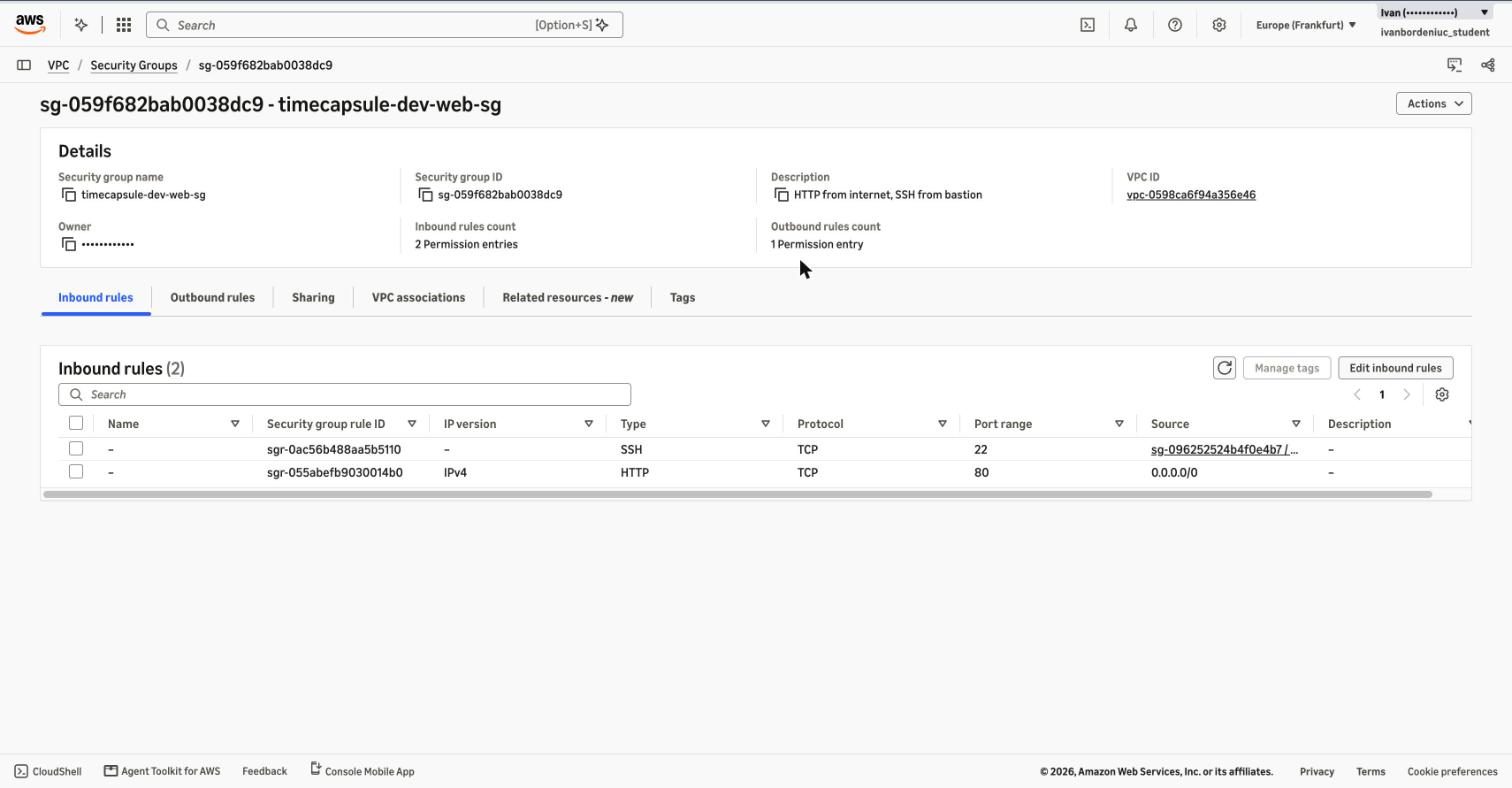 aws
Search
[Option+S]
Europe (Frankfurt)
Ivan (••••••••••••)
ivanbordeniuc_student
VPC / Security Groups / sg-059f682bab0038dc9
sg-059f682bab0038dc9 - timecapsule-dev-web-sg
Actions
Details
Security group name
timecapsule-dev-web-sg
Security group ID
sg-059f682bab0038dc9
Description
HTTP from internet, SSH from bastion
VPC ID
vpc-0598ca6f94a356e46
Owner
••••••••••••
Inbound rules count
2 Permission entries
Outbound rules count
1 Permission entry
Inbound rules
Outbound rules
Sharing
VPC associations
Related resources - new
Tags
Inbound rules (2)
Manage tags
Edit inbound rules
Search
1
Name Security group rule ID IP version Type Protocol Port range Source Description
– sgr-0ac56b488aa5b5110 – SSH TCP 22 sg-096252524b4f0e4b7 / ... –
– sgr-055abefb9030014b0 IPv4 HTTP TCP 80 0.0.0.0/0 –
CloudShell
Agent Toolkit for AWS
Feedback
Console Mobile App
© 2026, Amazon Web Services, Inc. or its affiliates.
Privacy
Terms
Cookie preferences